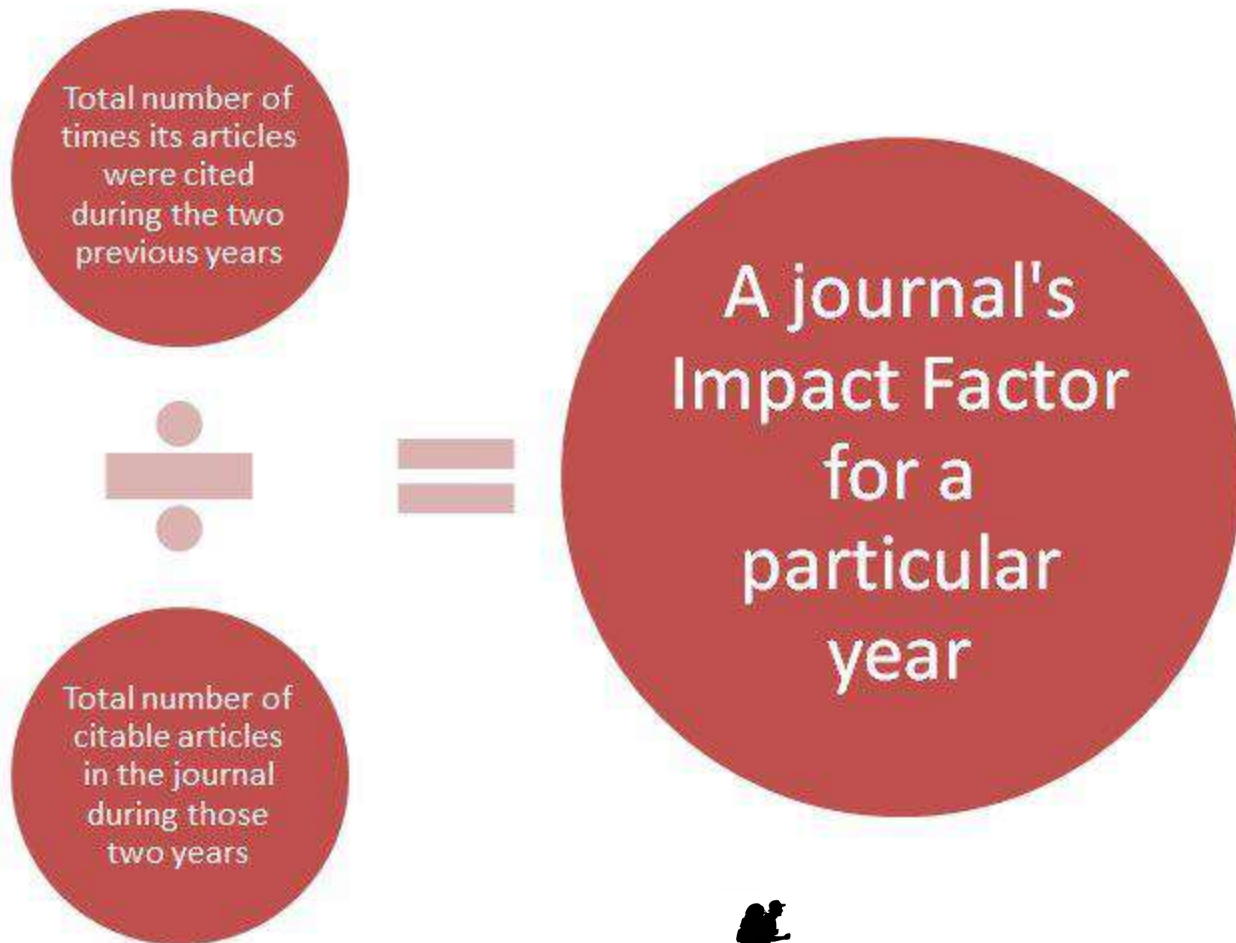 Total number of
times its articles
were cited
during the two
previous years
Total number of
citable articles
in the journal
during those
two years
A journal's
Impact Factor
for a
particular
year